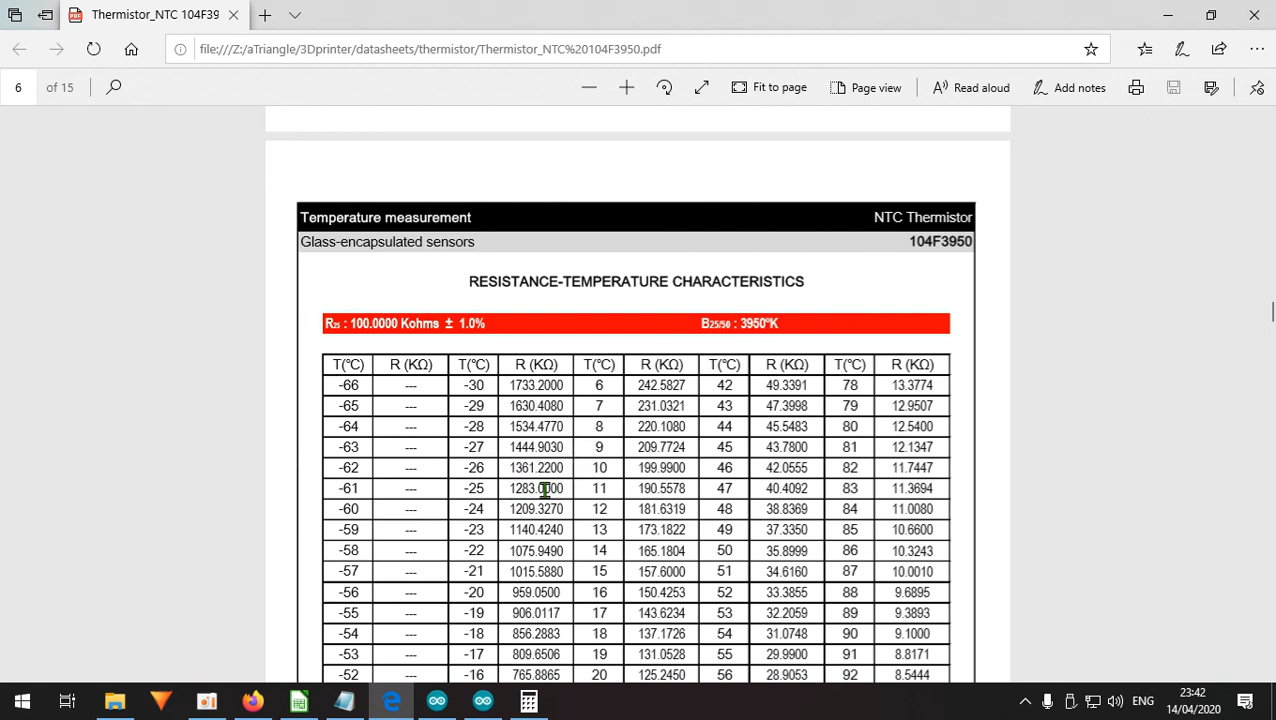 Thermistor_NTC 104F39
file:///Z:/aTriangle/3Dprinter/datasheets/thermistor/Thermistor_NTC%20104F3950.pdf
6 of 15 Fit to page Page view Read aloud Add notes
Temperature measurement NTC Thermistor
Glass-encapsulated sensors 104F3950
RESISTANCE-TEMPERATURE CHARACTERISTICS
R25 : 100.0000 Kohms ± 1.0% B25/50 : 3950ºK
T(℃) R (KΩ) T(℃) R (KΩ) T(℃) R (KΩ) T(℃) R (KΩ) T(℃) R (KΩ)
-66 --- -30 1733.2000 6 242.5827 42 49.3391 78 13.3774
-65 --- -29 1630.4080 7 231.0321 43 47.3998 79 12.9507
-64 --- -28 1534.4770 8 220.1080 44 45.5483 80 12.5400
-63 --- -27 1444.9030 9 209.7724 45 43.7800 81 12.1347
-62 --- -26 1361.2200 10 199.9900 46 42.0555 82 11.7447
-61 --- -25 11 190.5578 47 40.4092 83 11.3694
-60 --- -24 1209.3270 12 181.6319 48 38.8369 84 11.0080
-59 --- -23 1140.4240 13 173.1822 49 37.3350 85 10.6600
-58 --- -22 1075.9490 14 165.1804 50 35.8999 86 10.3243
-57 --- -21 1015.5880 15 157.6000 51 34.6160 87 10.0010
-56 --- -20 959.0500 16 150.4253 52 33.3855 88 9.6895
-55 --- -19 906.0117 17 143.6234 53 32.2059 89 9.3893
-54 --- -18 856.2883 18 137.1726 54 31.0748 90 9.1000
-53 --- -17 809.6506 19 131.0528 55 29.9900 91 8.8171
-52 --- -16 765.8865 20 125.2450 56 28.9053 92 8.5444
ENG 23:42
14/04/2020